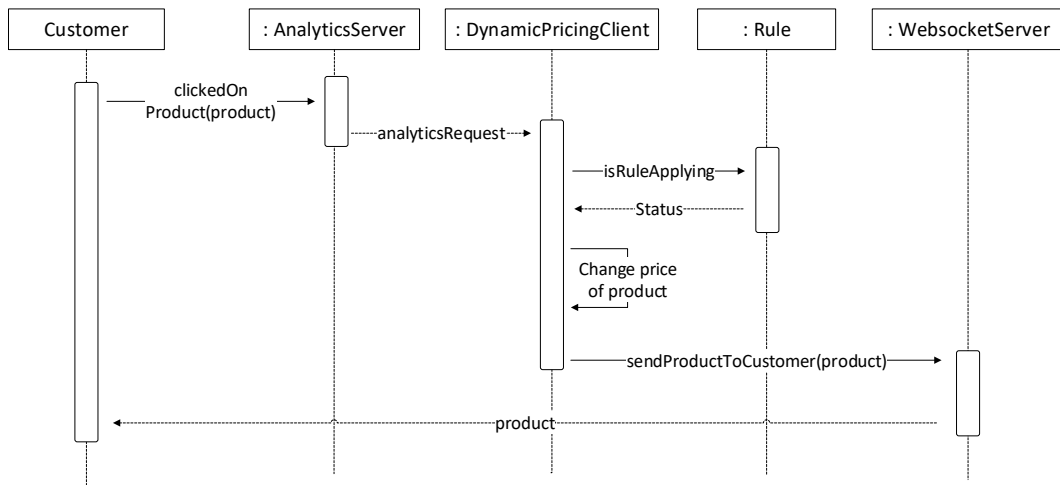 Customer
: AnalyticsServer
: DynamicPricingClient
: Rule
: WebsocketServer
clickedOn
Product(product)
analyticsRequest
isRuleApplying
Status
Change price
of product
sendProductToCustomer(product)
product